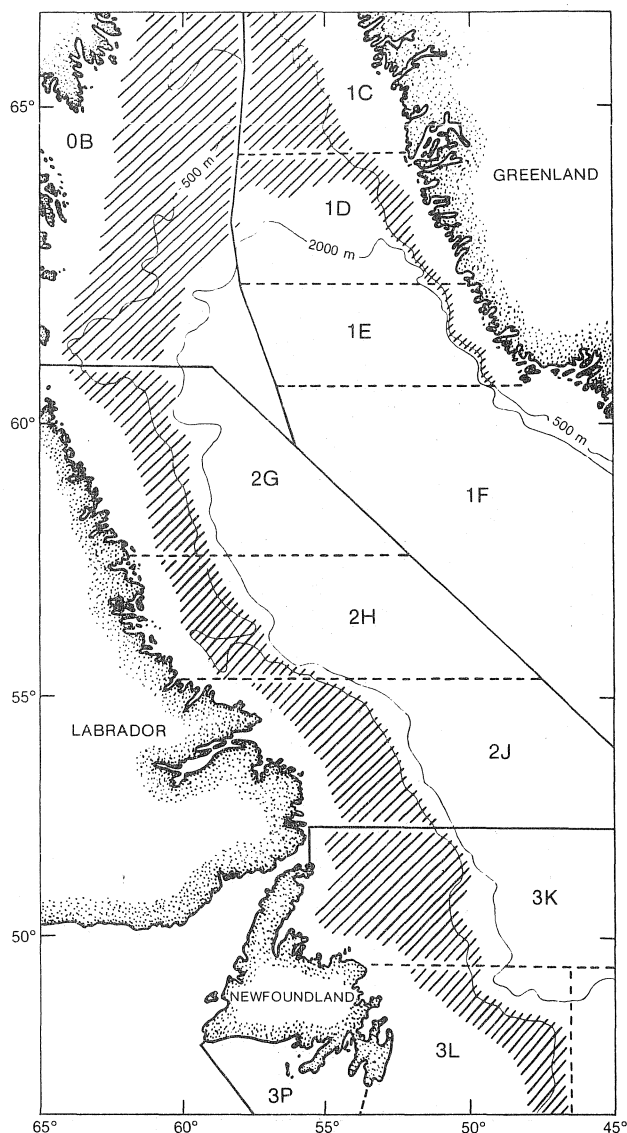 65°
0B
1C
GREENLAND
500 m
1D
2000 m
1E
60°
500 m
2G
1F
2H
55°
LABRADOR
2J
3K
50°
NEWFOUNDLAND
3L
3P
65°
60°
55°
50°
45°